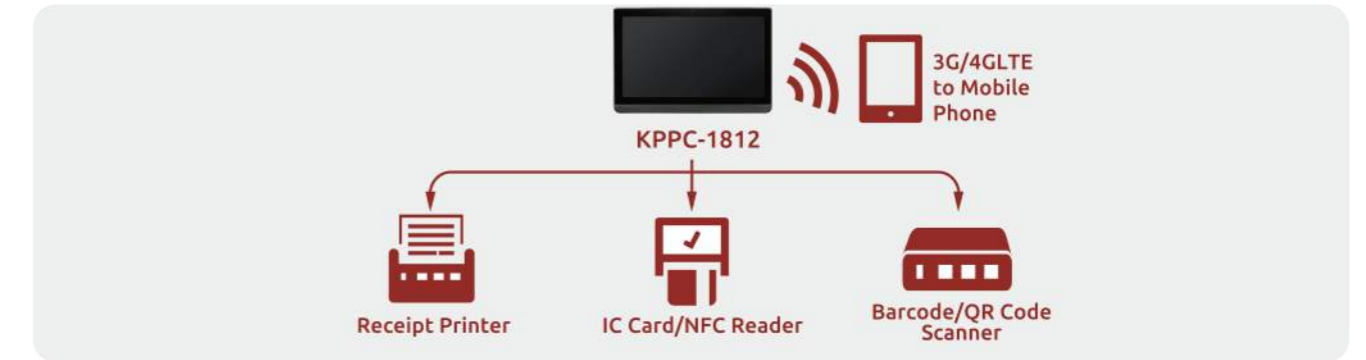 3G/4GLTE
to Mobile
Phone
KPPC-1812
Receipt Printer
IC Card/NFC Reader
Barcode/QR Code
Scanner